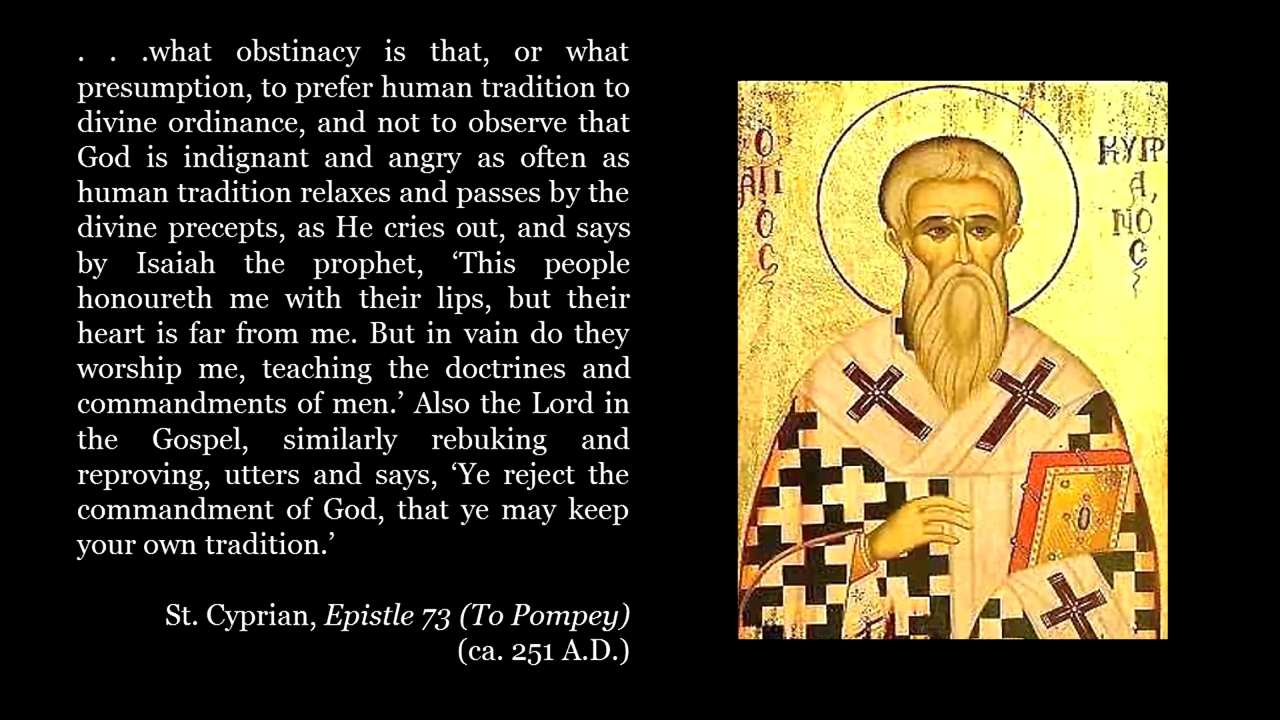 . . .what obstinacy is that, or what
presumption, to prefer human tradition to
divine ordinance, and not to observe that
God is indignant and angry as often as
human tradition relaxes and passes by the
divine precepts, as He cries out, and says
by Isaiah the prophet, ‘This people
honoureth me with their lips, but their
heart is far from me. But in vain do they
worship me, teaching the doctrines and
commandments of men.’ Also the Lord in
the Gospel, similarly rebuking and
reproving, utters and says, ‘Ye reject the
commandment of God, that ye may keep
your own tradition.’
St. Cyprian, Epistle 73 (To Pompey)
(ca. 251 A.D.)
Ο
ΑΓΙ
Ο
Ϲ
ΚΥΠΡ
Α,
ΝΟ
Ϲ